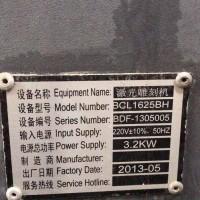 设备名称 Equipment Name: 激光雕刻机
设备型号 Model Number: BCL1625BH
设备编号 Series Number: BDF-1305005
输入电源 Input Supply: 220V±10%, 50HZ
电源总功率 Power Supply: 3.2KW
制造商 Manufacturer:
出厂日期 Factory Date: 2013-05
服务热线 Service Hotline: